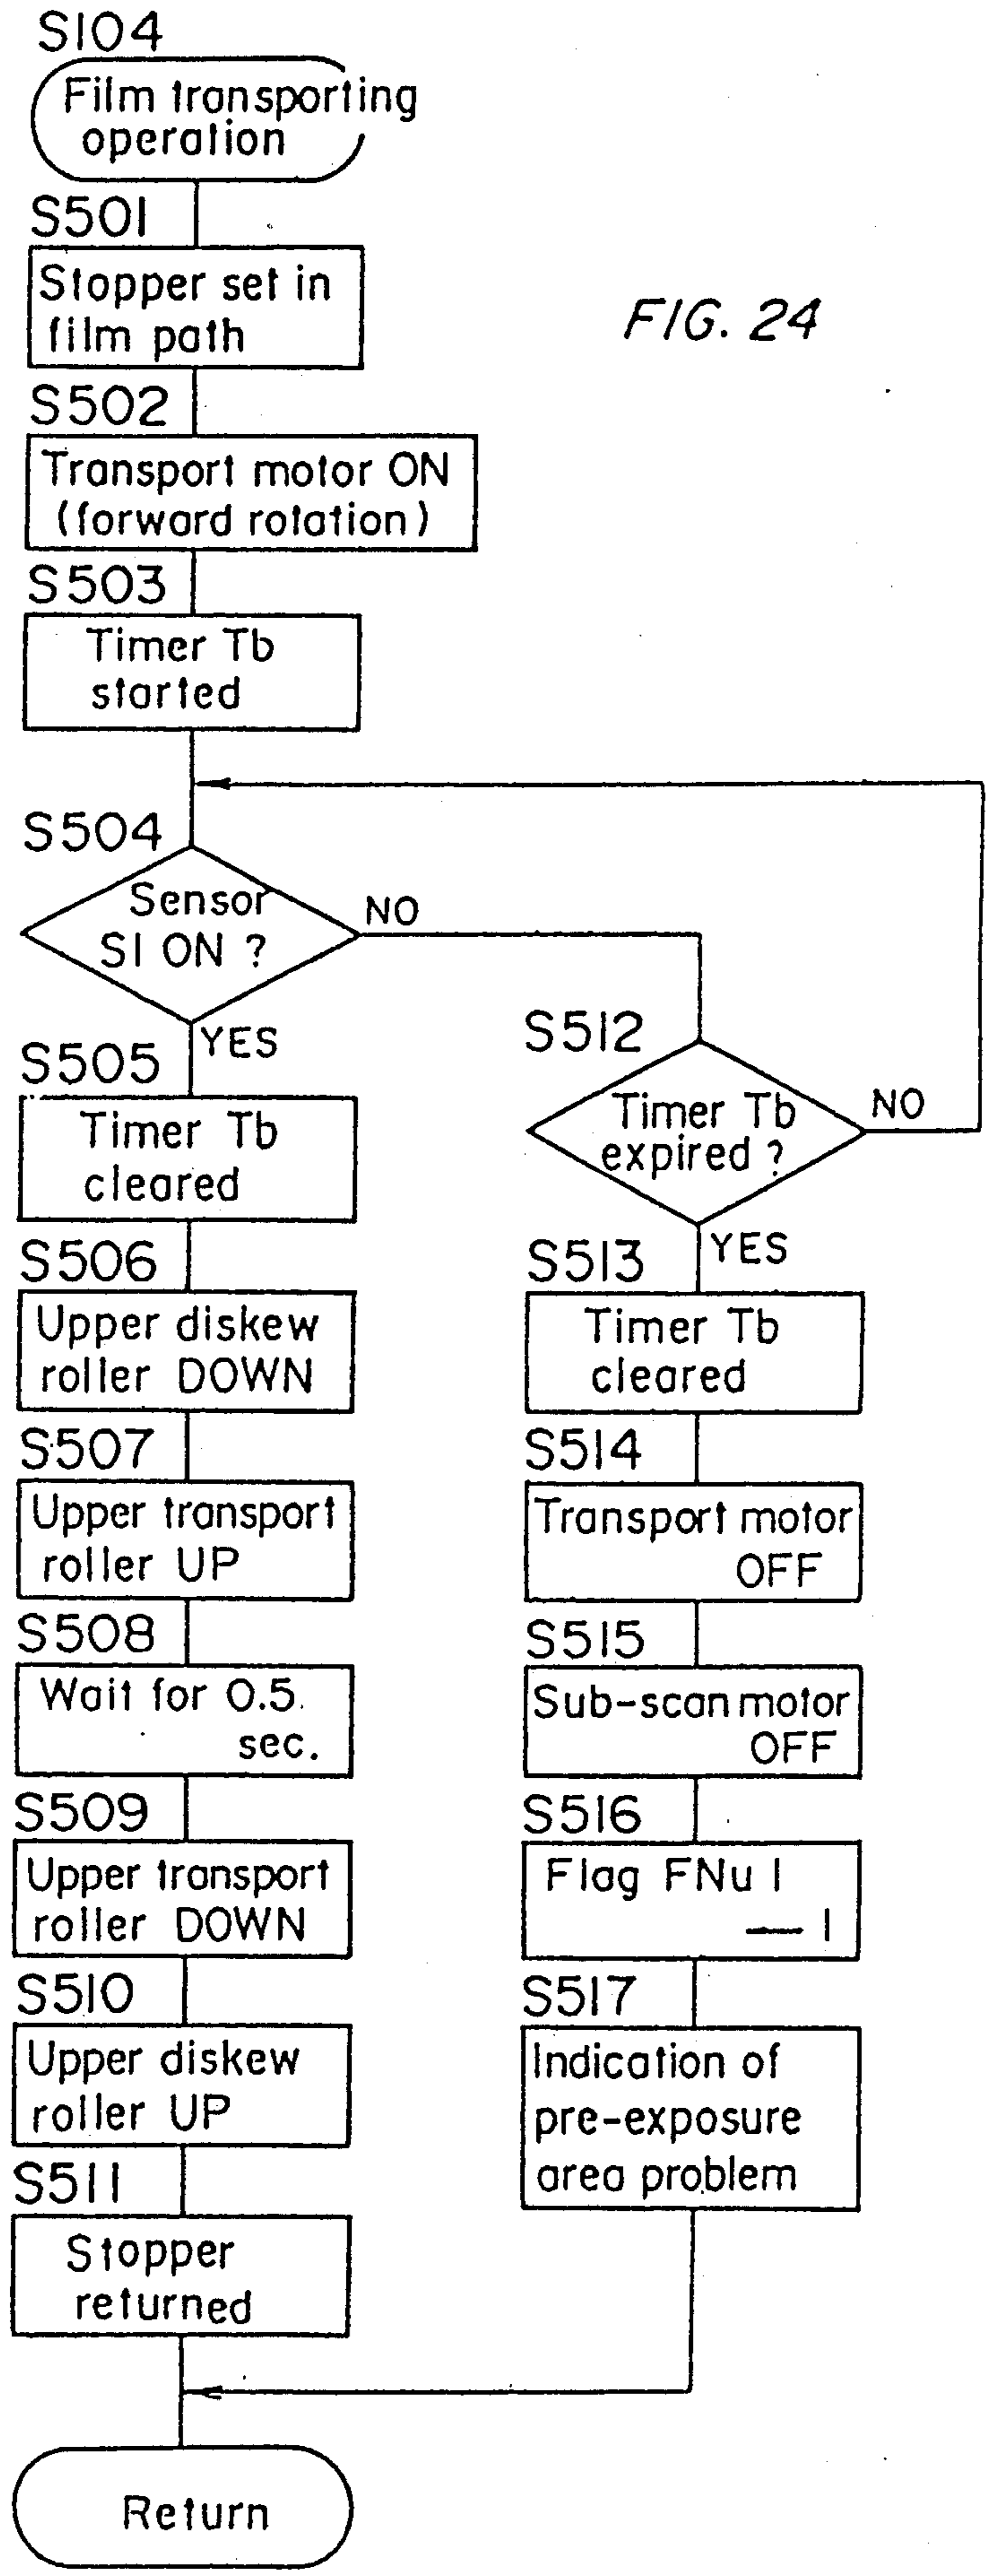 S104
Film transporting
operation
S501
Stopper set in
film path
FIG. 24
S502
Transport motor ON
(forward rotation)
S503
Timer Tb
started
S504
Sensor
S1 ON ?
NO
YES
S505
Timer Tb
cleared
S506
Upper diskew
roller DOWN
S507
Upper transport
roller UP
S508
Wait for 0.5
sec.
S509
Upper transport
roller DOWN
S510
Upper diskew
roller UP
S511
Stopper
returned
S512
Timer Tb
expired ?
NO
YES
S513
Timer Tb
cleared
S514
Transport motor
OFF
S515
Sub-scan motor
OFF
S516
Flag FNu 1
— 1
S517
Indication of
pre-exposure
area problem
Return